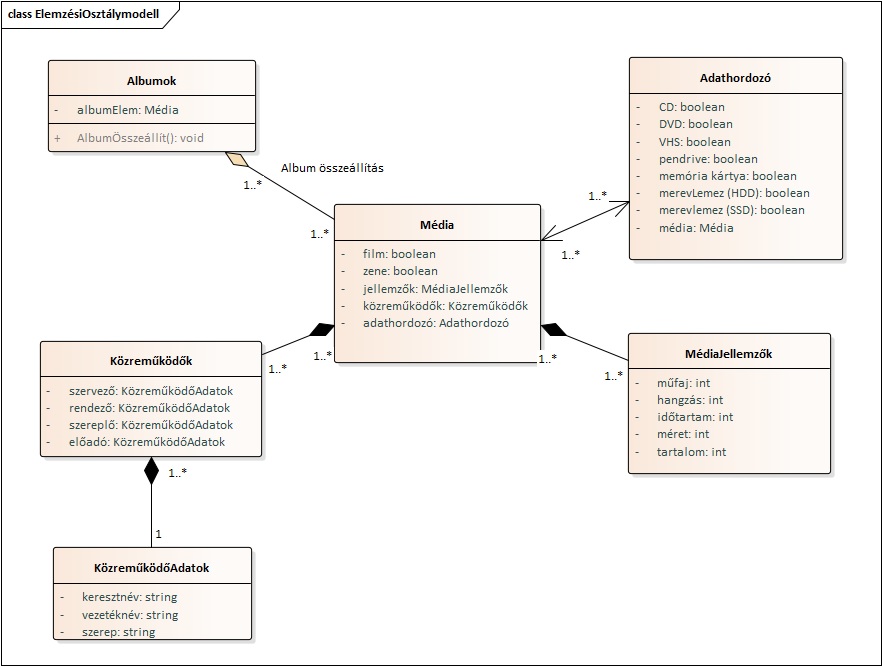 class ElemzésiOsztálymodell
Albumok
- albumElem: Média
+ AlbumÖsszeállít(): void
Album összeállítás
1..*
1..*
Adathordozó
- CD: boolean
- DVD: boolean
- VHS: boolean
- pendrive: boolean
- memória kártya: boolean
- merevLemez (HDD): boolean
- merevlemez (SSD): boolean
- média: Média
1..*
1..*
Média
- film: boolean
- zene: boolean
- jellemzők: MédiaJellemzők
- közreműködők: Közreműködők
- adathordozó: Adathordozó
1..*
1..*
1..*
1..*
Közreműködők
- szervező: KözreműködőAdatok
- rendező: KözreműködőAdatok
- szereplő: KözreműködőAdatok
- előadó: KözreműködőAdatok
MédiaJellemzők
- műfaj: int
- hangzás: int
- időtartam: int
- méret: int
- tartalom: int
1..*
1
KözreműködőAdatok
- keresztnév: string
- vezetéknév: string
- szerep: string